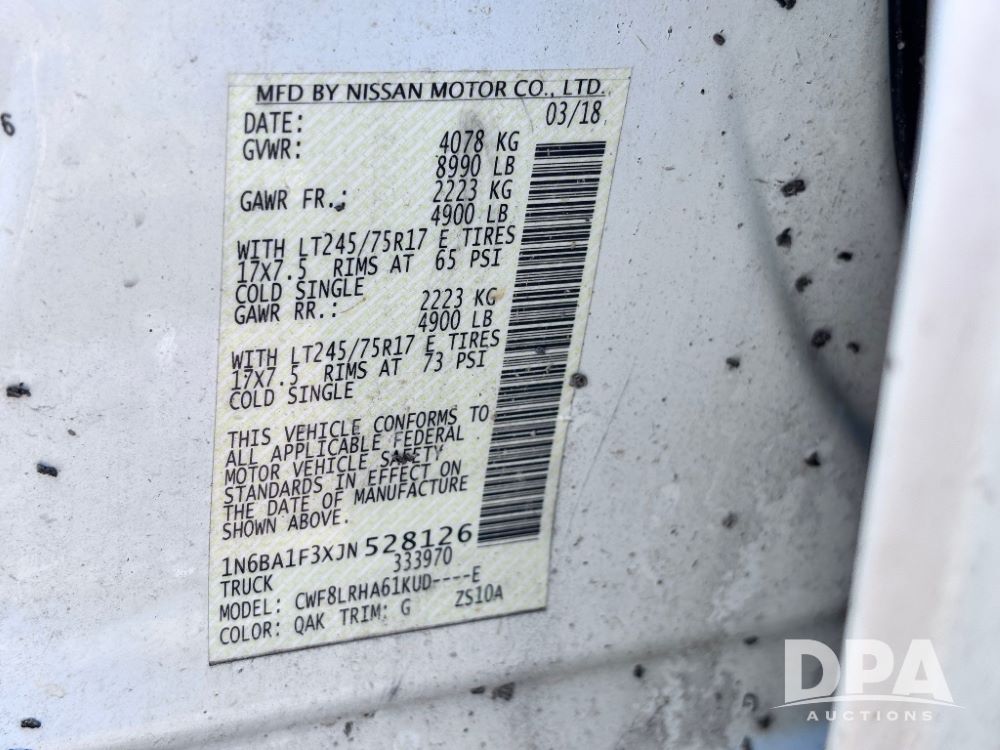 MFD BY NISSAN MOTOR CO., LTD.
DATE: 03/18
GVWR: 4078 KG
8990 LB
GAWR FR.: 2223 KG
4900 LB
WITH LT245/75R17 E TIRES
17X7.5 RIMS AT 65 PSI
COLD SINGLE
GAWR RR.: 2223 KG
4900 LB
WITH LT245/75R17 E TIRES
17X7.5 RIMS AT 73 PSI
COLD SINGLE
THIS VEHICLE CONFORMS TO
ALL APPLICABLE FEDERAL
MOTOR VEHICLE SAFETY
STANDARDS IN EFFECT ON
THE DATE OF MANUFACTURE
SHOWN ABOVE.
1N6BA1F3XJN 528126
TRUCK 333970
MODEL: CWF8LRHA61KUD----E
COLOR: QAK TRIM: G ZS10A
6
DPA
AUCTIONS